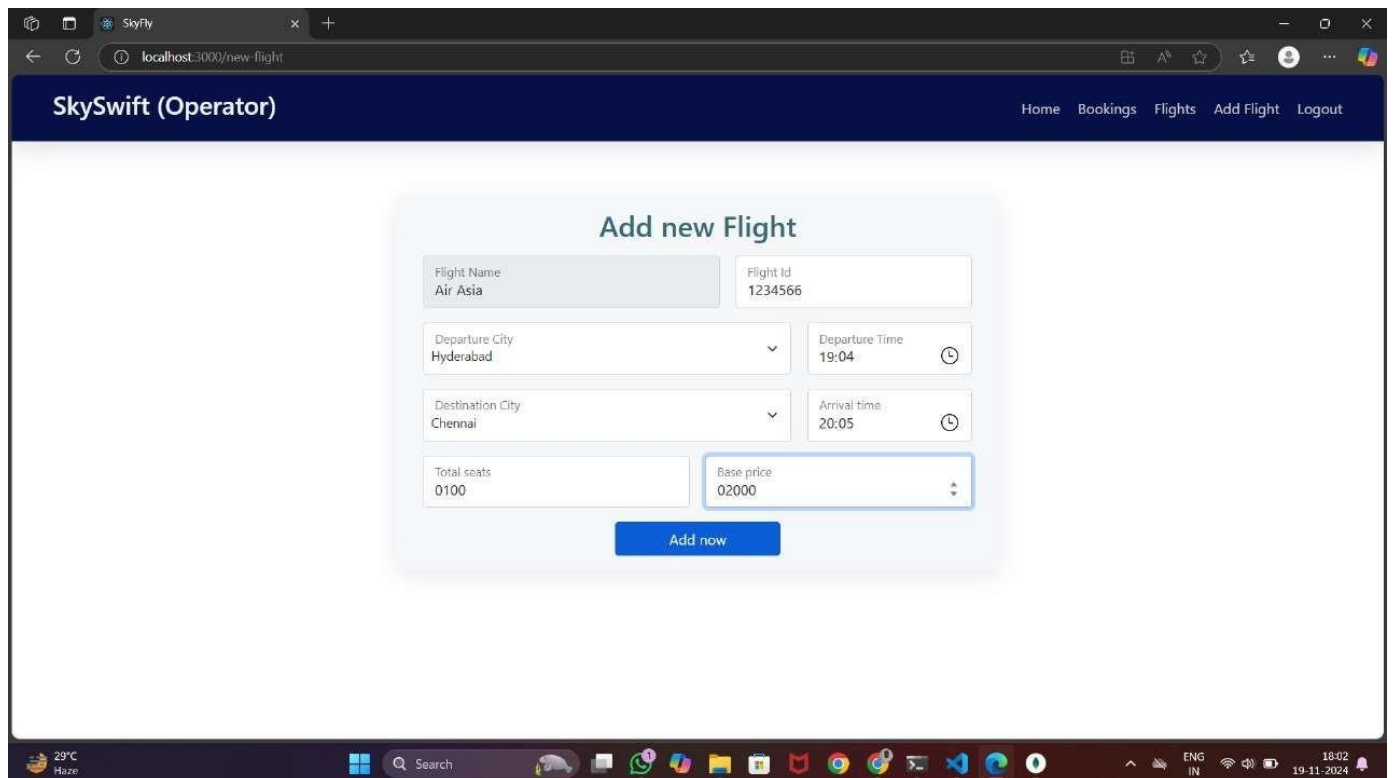 SkyFly
localhost:3000/new-flight
SkySwift (Operator)
Home Bookings Flights Add Flight Logout
Add new Flight
Flight Name
Air Asia
Flight Id
1234566
Departure City
Hyderabad
Departure Time
19:04
Destination City
Chennai
Arrival time
20:05
Total seats
0100
Base price
02000
Add now
29°C
Haze
Search
1
ENG
IN
18:02
19-11-2024